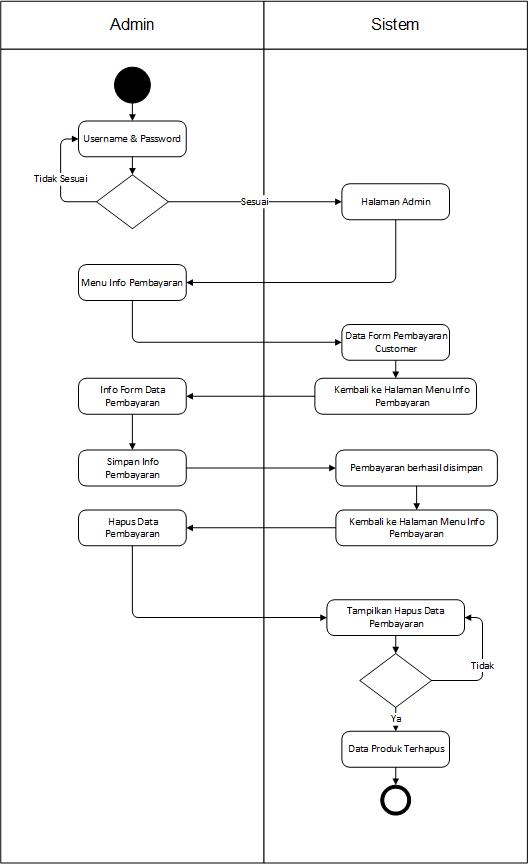 Admin
Sistem
Username & Password
Tidak Sesuai
Sesuai
Halaman Admin
Menu Info Pembayaran
Data Form Pembayaran
Customer
Info Form Data
Pembayaran
Kembali ke Halaman Menu Info
Pembayaran
Simpan Info
Pembayaran
Pembayaran berhasil disimpan
Hapus Data
Pembayaran
Kembali ke Halaman Menu Info
Pembayaran
Tampilkan Hapus Data
Pembayaran
Tidak
Ya
Data Produk Terhapus